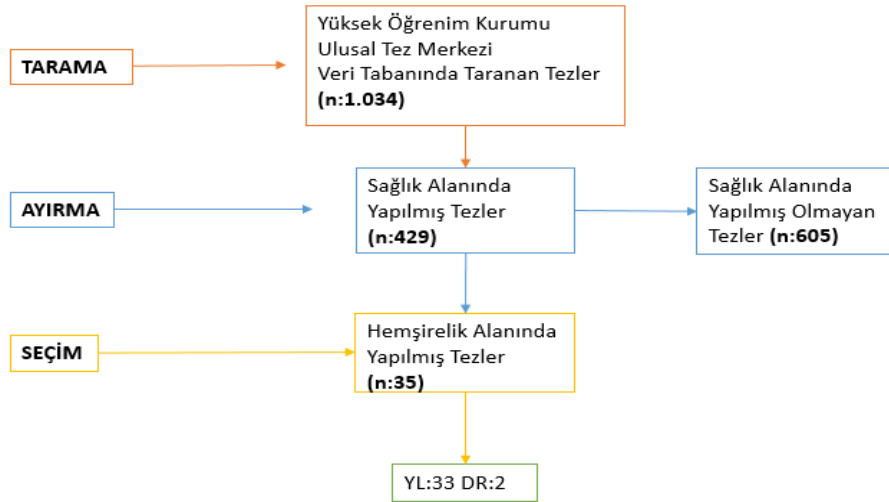 Yüksek Öğrenim Kurumu
Ulusal Tez Merkezi
Veri Tabanında Taranan Tezler
(n:1.034)
TARAMA
Sağlık Alanında
Yapılmış Tezler
(n:429)
Sağlık Alanında
Yapılmış Olmayan
Tezler (n:605)
AYIRMA
Hemşirelik Alanında
Yapılmış Tezler
(n:35)
SEÇİM
YL:33 DR:2